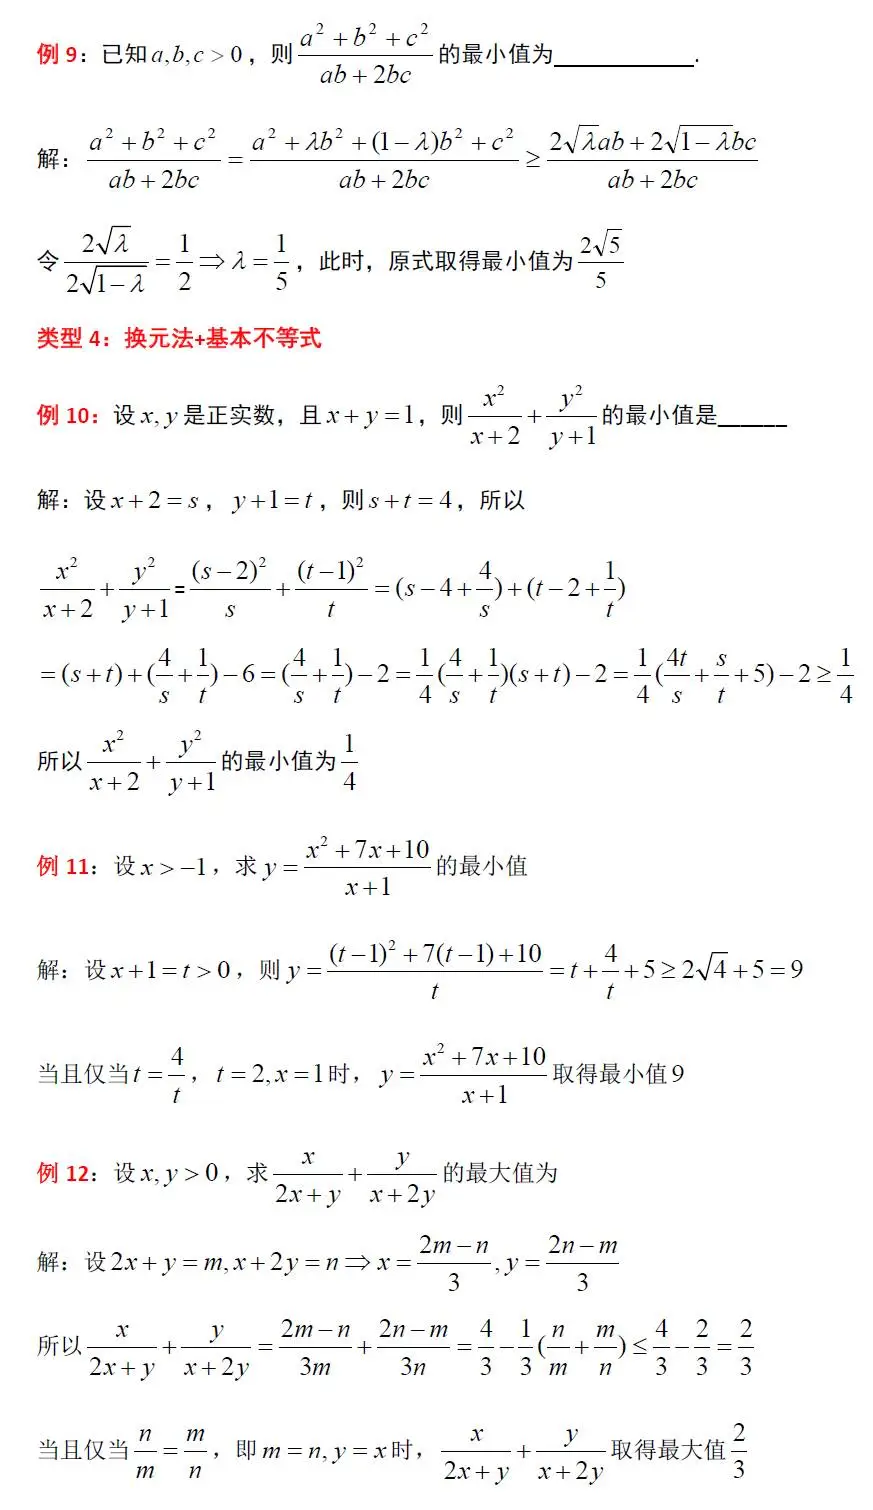 例 9：已知 $a,b,c>0$，则 $\frac{a^2+b^2+c^2}{ab+2bc}$ 的最小值为____________.
解：$\frac{a^2+b^2+c^2}{ab+2bc}=\frac{a^2+\lambda b^2+(1-\lambda)b^2+c^2}{ab+2bc}\geq\frac{2\sqrt{\lambda}ab+2\sqrt{1-\lambda}bc}{ab+2bc}$
令 $\frac{2\sqrt{\lambda}}{2\sqrt{1-\lambda}}=\frac{1}{2}\Rightarrow\lambda=\frac{1}{5}$，此时，原式取得最小值为 $\frac{2\sqrt{5}}{5}$
类型 4：换元法+基本不等式
例 10：设 $x,y$ 是正实数，且 $x+y=1$，则 $\frac{x^2}{x+2}+\frac{y^2}{y+1}$ 的最小值是______
解：设 $x+2=s$，$y+1=t$，则 $s+t=4$，所以
$\frac{x^2}{x+2}+\frac{y^2}{y+1}=\frac{(s-2)^2}{s}+\frac{(t-1)^2}{t}=(s-4+\frac{4}{s})+(t-2+\frac{1}{t})$
$=(s+t)+(\frac{4}{s}+\frac{1}{t})-6=(\frac{4}{s}+\frac{1}{t})-2=\frac{1}{4}(\frac{4}{s}+\frac{1}{t})(s+t)-2=\frac{1}{4}(\frac{4t}{s}+\frac{s}{t}+5)-2\geq\frac{1}{4}$
所以 $\frac{x^2}{x+2}+\frac{y^2}{y+1}$ 的最小值为 $\frac{1}{4}$
例 11：设 $x>-1$，求 $y=\frac{x^2+7x+10}{x+1}$ 的最小值
解：设 $x+1=t>0$，则 $y=\frac{(t-1)^2+7(t-1)+10}{t}=t+\frac{4}{t}+5\geq2\sqrt{4}+5=9$
当且仅当 $t=\frac{4}{t}$，$t=2,x=1$ 时，$y=\frac{x^2+7x+10}{x+1}$ 取得最小值 9
例 12：设 $x,y>0$，求 $\frac{x}{2x+y}+\frac{y}{x+2y}$ 的最大值为
解：设 $2x+y=m,x+2y=n\Rightarrow x=\frac{2m-n}{3},y=\frac{2n-m}{3}$
所以 $\frac{x}{2x+y}+\frac{y}{x+2y}=\frac{2m-n}{3m}+\frac{2n-m}{3n}=\frac{4}{3}-\frac{1}{3}(\frac{n}{m}+\frac{m}{n})\leq\frac{4}{3}-\frac{2}{3}=\frac{2}{3}$
当且仅当 $\frac{n}{m}=\frac{m}{n}$，即 $m=n,y=x$ 时，$\frac{x}{2x+y}+\frac{y}{x+2y}$ 取得最大值 $\frac{2}{3}$